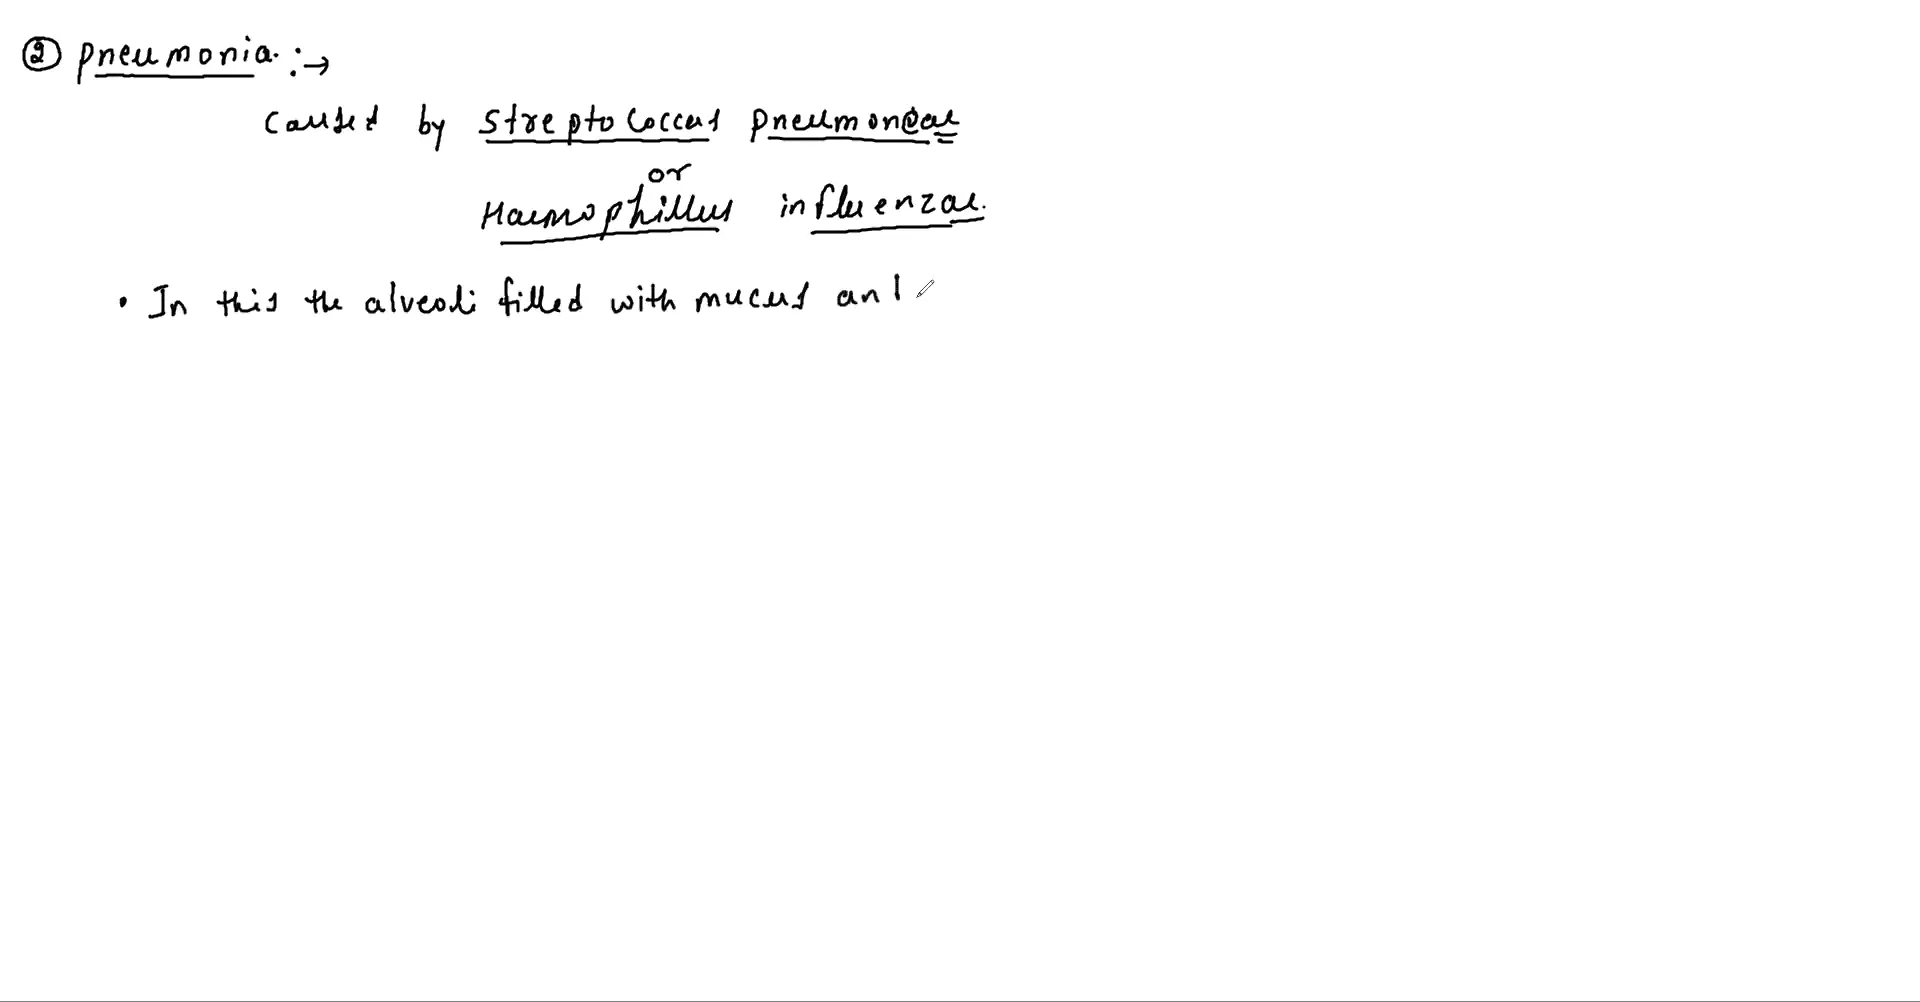 ② Pneumonia :→
Caused by Streptococcus Pneumoneae
or
Haemophillus influenzae.
• In this the alveoli filled with mucus and